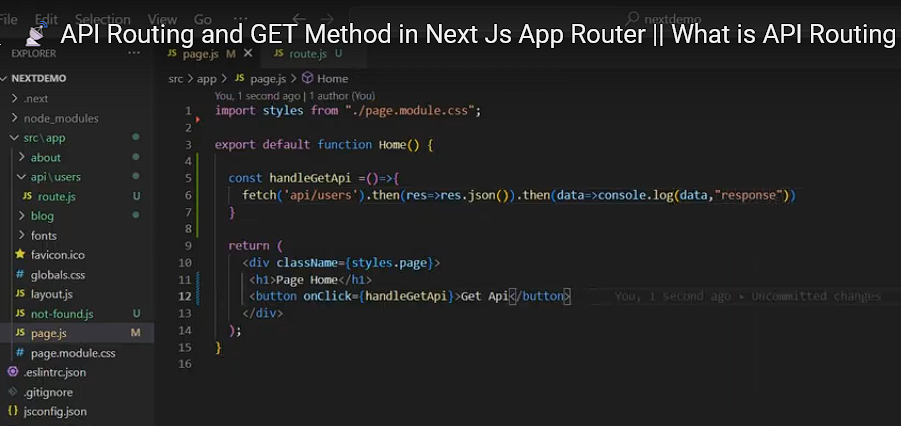 File Edit Selection View Go nextdemo
API Routing and GET Method in Next Js App Router || What is API Routing
EXPLORER ···
JS page.js M × JS route.js U
NEXTDEMO
src > app > JS page.js > Home
You, 1 second ago | 1 author (You)
.next
node_modules
src\app
about
api\users
JS route.js U
blog
fonts
favicon.ico
# globals.css
JS layout.js
JS not-found.js U
JS page.js M
# page.module.css
.eslintrc.json
.gitignore
{} jsconfig.json
1 import styles from "./page.module.css";
2
3 export default function Home() {
4
5 const handleGetApi =()=>{
6 fetch('api/users').then(res=>res.json()).then(data=>console.log(data,"response"))
7 }
8
9 return (
10 <div className={styles.page}>
11 <h1>Page Home</h1>
12 <button onClick={handleGetApi}>Get Api</button> You, 1 second ago • Uncommitted changes
13 </div>
14 );
15 }
16